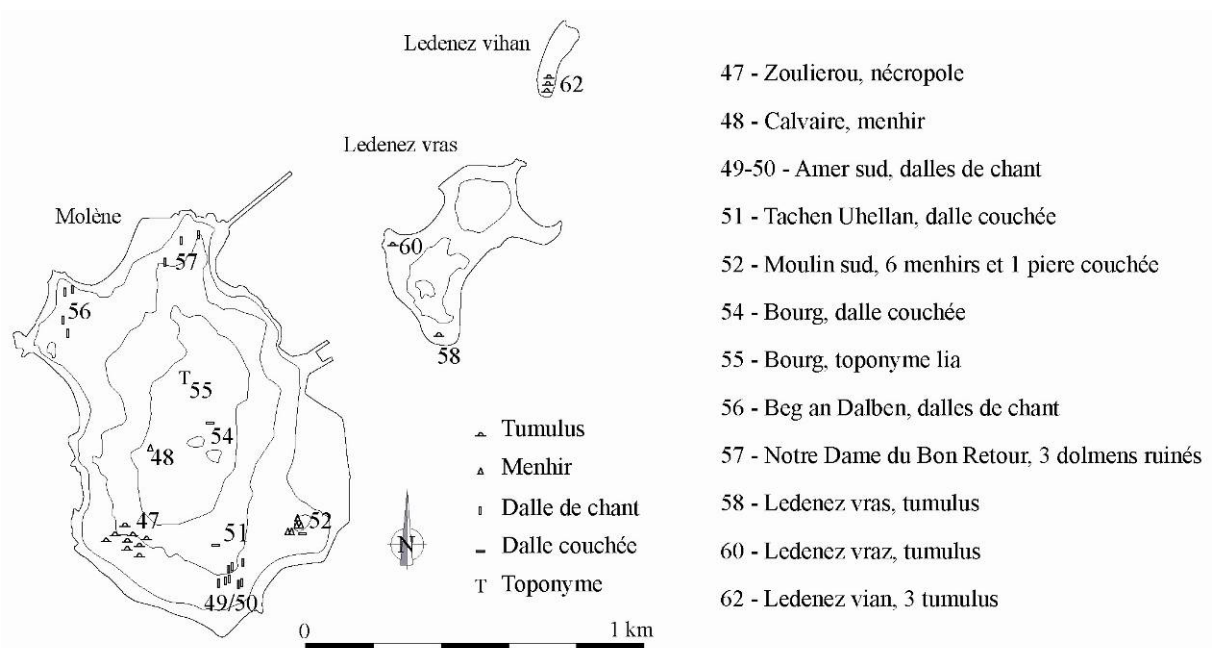 Ledenez vihan
62
Ledenez vras
Molène
60
57
56
58
55
54
48
47
51
52
49/50
Tumulus
Menhir
Dalle de chant
Dalle couchée
T Toponyme
T
N
0
1 km
47 - Zoulierou, nécropole
48 - Calvaire, menhir
49-50 - Amer sud, dalles de chant
51 - Tachen Uhellan, dalle couchée
52 - Moulin sud, 6 menhirs et 1 piere couchée
54 - Bourg, dalle couchée
55 - Bourg, toponyme lia
56 - Beg an Dalben, dalles de chant
57 - Notre Dame du Bon Retour, 3 dolmens ruinés
58 - Ledenez vras, tumulus
60 - Ledenez vraz, tumulus
62 - Ledenez vian, 3 tumulus